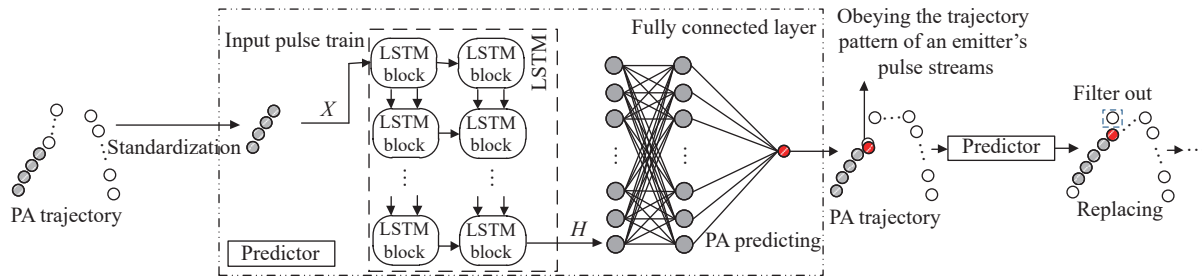 PA trajectory
Standardization
Input pulse train
X
LSTM
block
LSTM
block
LSTM
block
LSTM
block
LSTM
block
LSTM
block
LSTM
H
Predictor
Fully connected layer
PA predicting
Obeying the trajectory
pattern of an emitter's
pulse streams
PA trajectory
Predictor
Filter out
Replacing